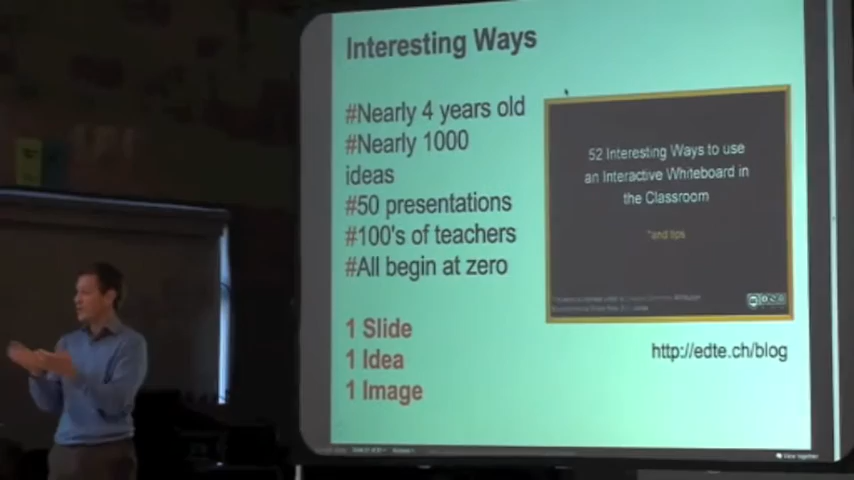 Interesting Ways
#Nearly 4 years old
#Nearly 1000
ideas
#50 presentations
#100's of teachers
#All begin at zero
1 Slide
1 Idea
1 Image
52 Interesting Ways to use
an Interactive Whiteboard in
the Classroom
*and tips
http://edte.ch/blog
View together